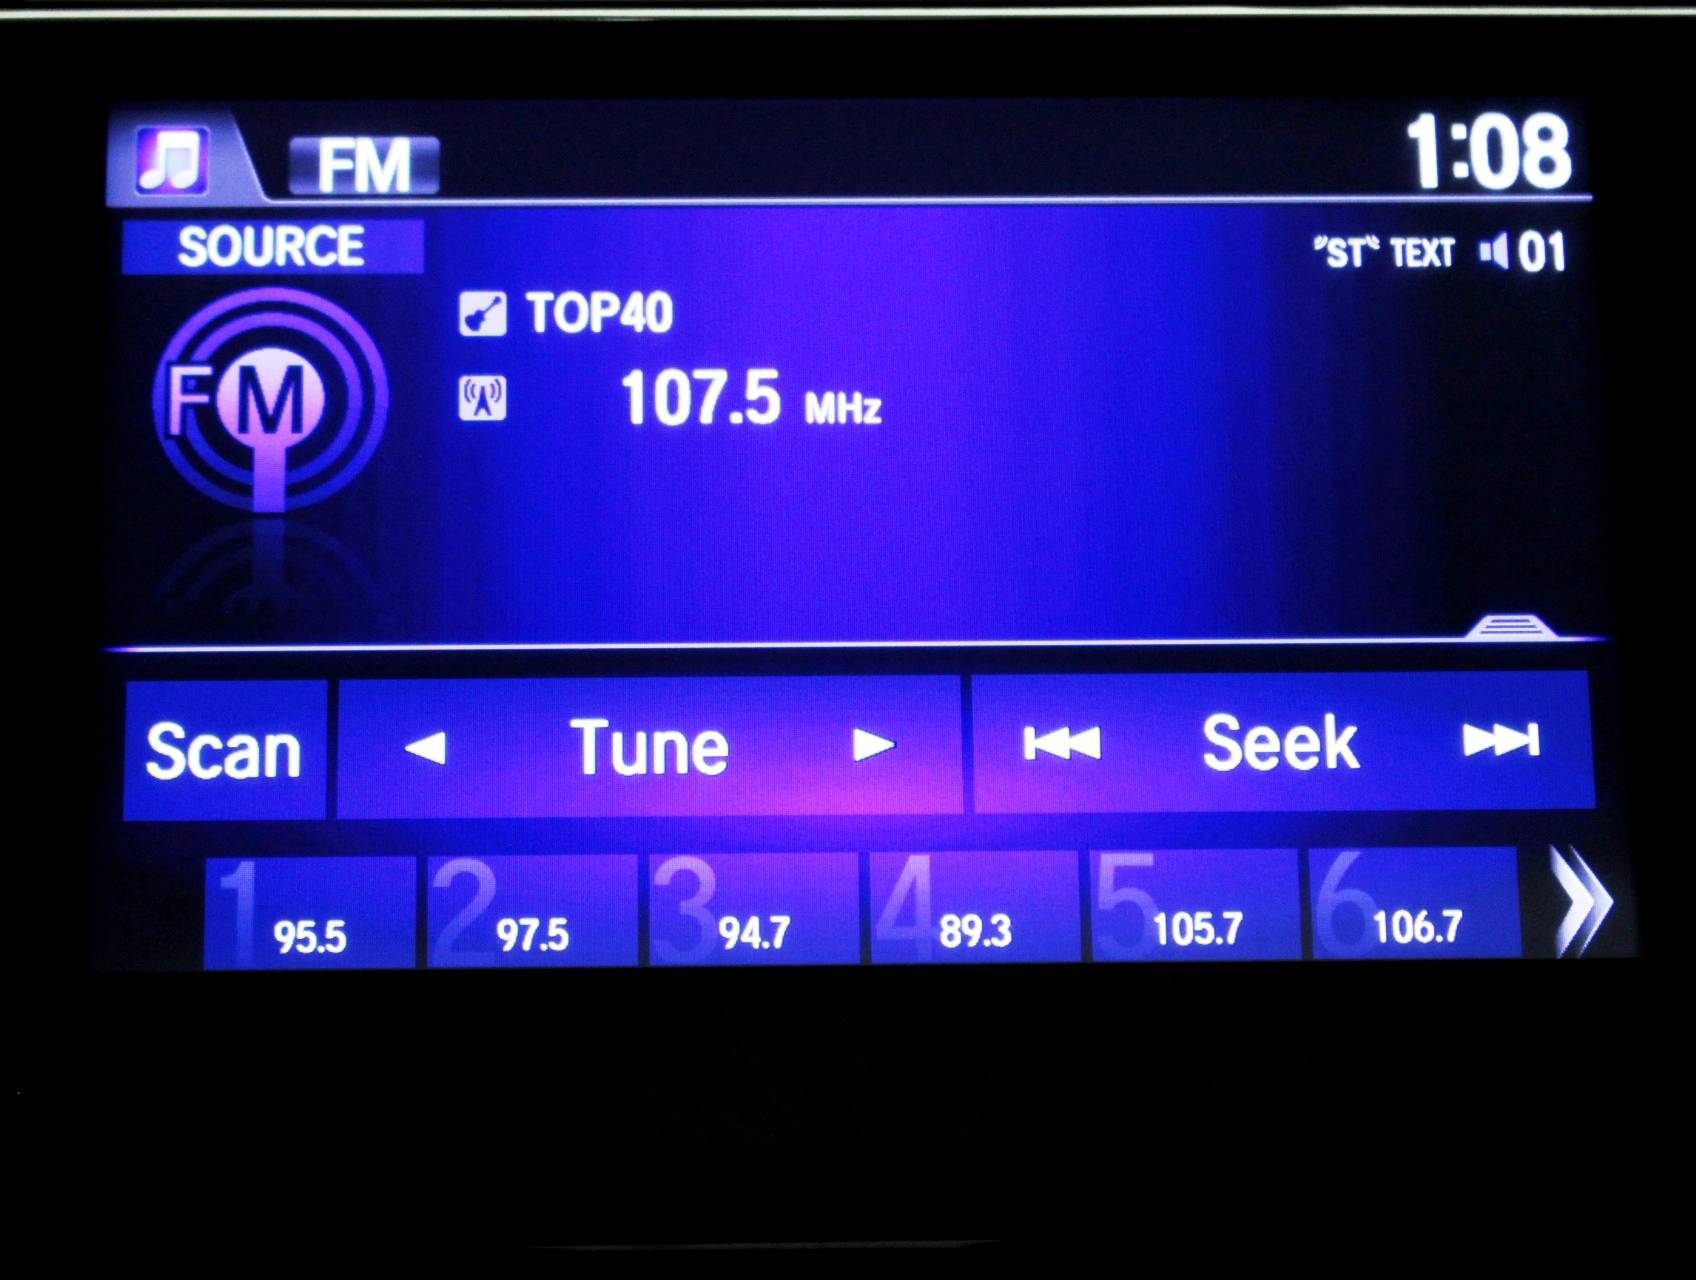 FM 1:08
SOURCE "ST" TEXT 01
TOP40
FM 107.5 MHz
Scan Tune Seek
1 95.5 2 97.5 3 94.7 4 89.3 5 105.7 6 106.7